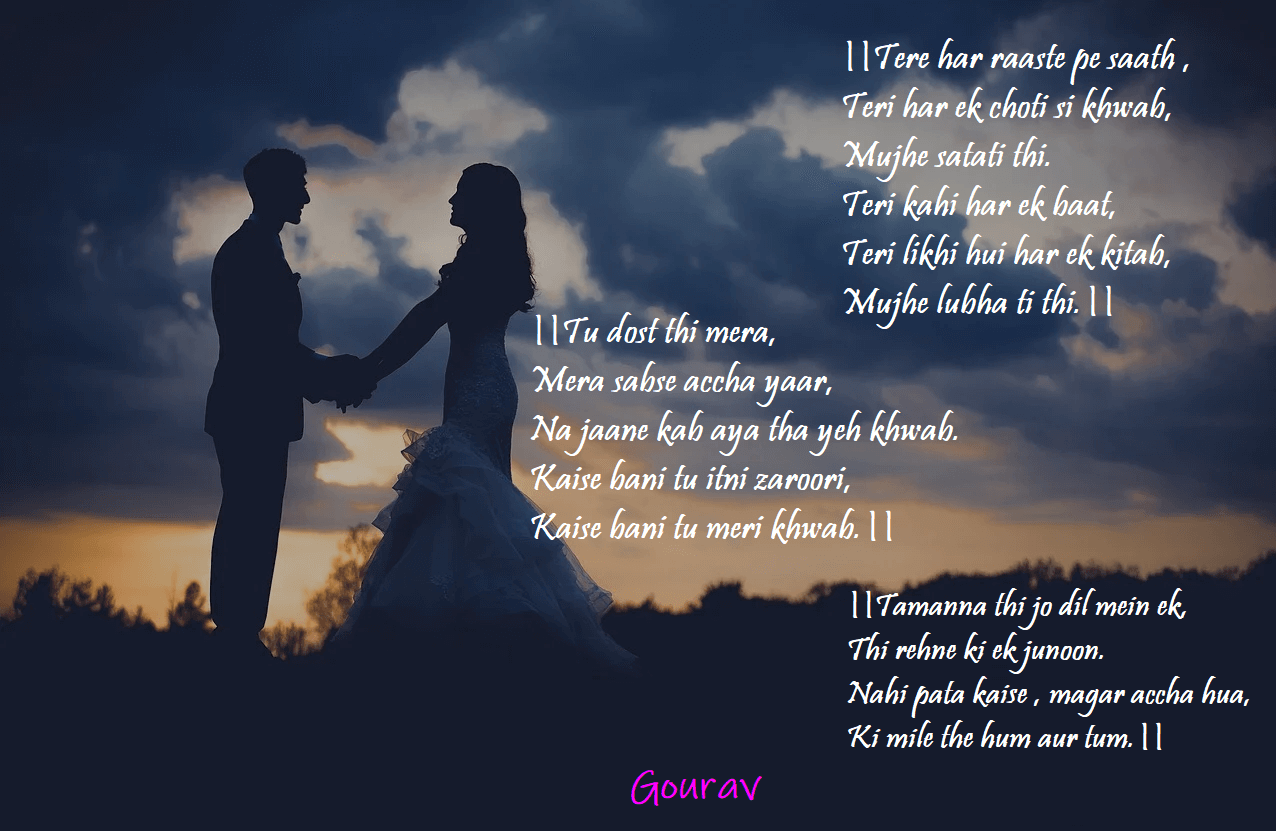 ||Tere har raaste pe saath ,
Teri har ek choti si khwab,
Mujhe satati thi.
Teri kahi har ek baat,
Teri likhi hui har ek kitab,
Mujhe lubha ti thi. ||
||Tu dost thi mera,
Mera sabse accha yaar,
Na jaane kab aya tha yeh khwab.
Kaise bani tu itni zaroori,
Kaise bani tu meri khwab. ||
||Tamanna thi jo dil mein ek,
Thi rehne ki ek junoon.
Nahi pata kaise , magar accha hua,
Ki mile the hum aur tum. ||
Gourav